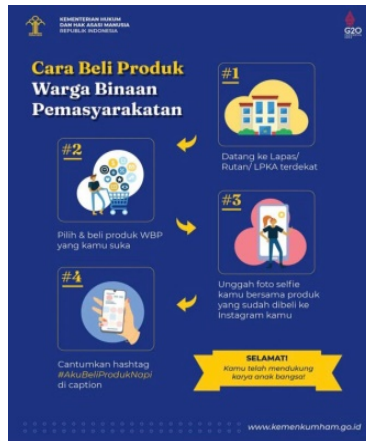 KEMENTERIAN HUKUM
DAN HAK ASASI MANUSIA
REPUBLIK INDONESIA
G20
Cara Beli Produk
Warga Binaan
Pemasyarakatan
#1
Datang ke Lapas/
Rutan/ LPKA terdekat
#2
Pilih & beli produk WBP
yang kamu suka
#3
Unggah foto selfie
kamu bersama produk
yang sudah dibeli ke
Instagram kamu
#4
Cantumkan hashtag
#AkuBeliProdukNapi
di caption
SELAMAT!
Kamu telah mendukung
karya anak bangsa!
www.kemenkumham.go.id